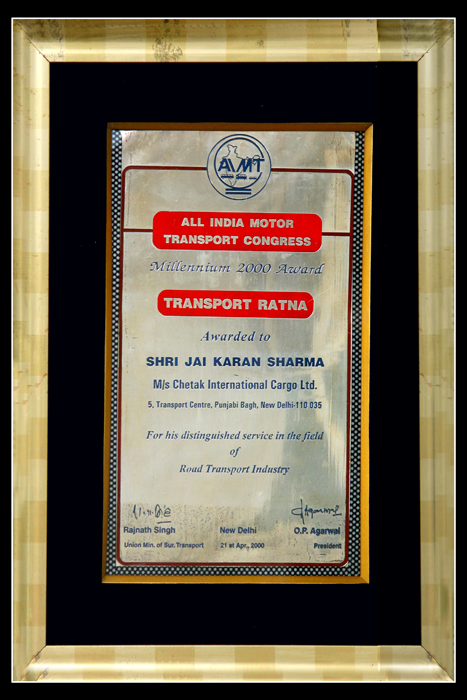 AVMT
ALL INDIA MOTOR
TRANSPORT CONGRESS
Millennium 2000 Award
TRANSPORT RATNA
Awarded to
SHRI JAI KARAN SHARMA
M/s Chetak International Cargo Ltd.
5, Transport Centre, Punjabi Bagh, New Delhi-110 035
For his distinguished service in the field
of
Road Transport Industry
Rajnath Singh New Delhi O.P. Agarwal
Union Min. of Sur. Transport 21 st Apr., 2000 President